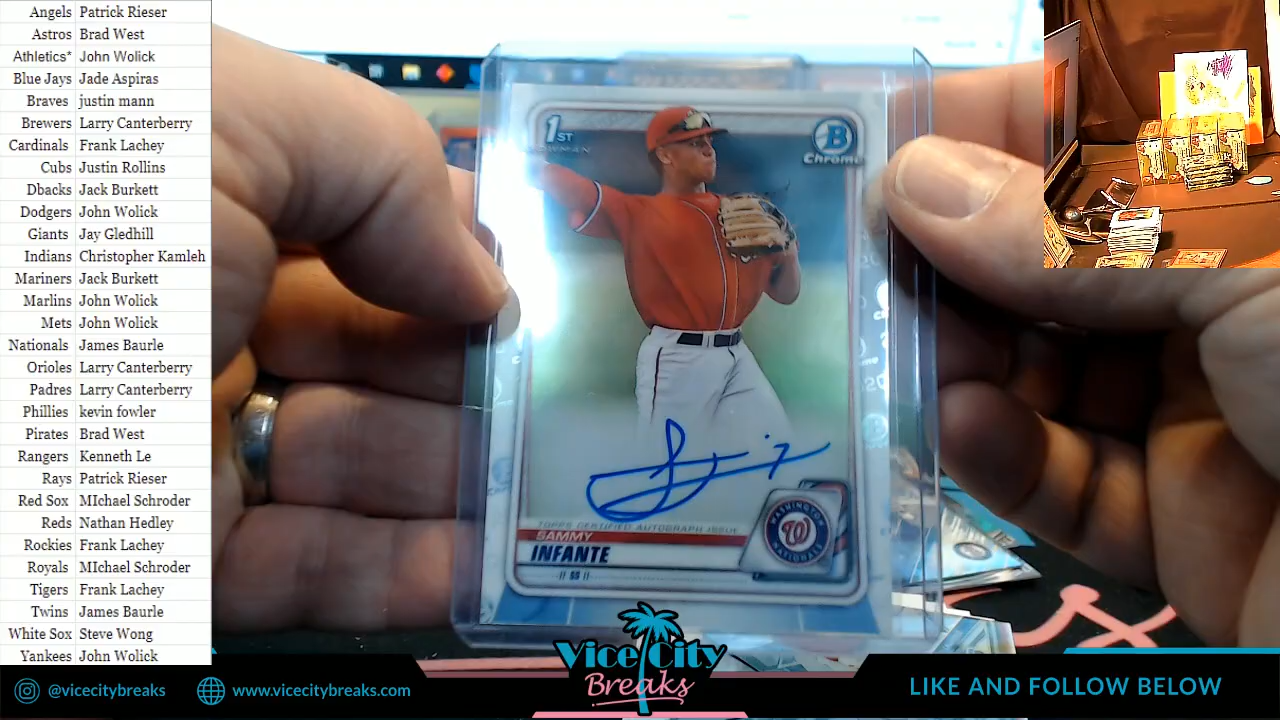 Angels Patrick Rieser
Astros Brad West
Athletics* John Wolick
Blue Jays Jade Aspiras
Braves justin mann
Brewers Larry Canterberry
Cardinals Frank Lachey
Cubs Justin Rollins
Dbacks Jack Burkett
Dodgers John Wolick
Giants Jay Gledhill
Indians Christopher Kamleh
Mariners Jack Burkett
Marlins John Wolick
Mets John Wolick
Nationals James Baurle
Orioles Larry Canterberry
Padres Larry Canterberry
Phillies kevin fowler
Pirates Brad West
Rangers Kenneth Le
Rays Patrick Rieser
Red Sox MIchael Schroder
Reds Nathan Hedley
Rockies Frank Lachey
Royals MIchael Schroder
Tigers Frank Lachey
Twins James Baurle
White Sox Steve Wong
Yankees John Wolick
1ST
BOWMAN
B
Chrome
TOPPS CERTIFIED AUTOGRAPH ISSUE
SAMMY
INFANTE
// SS //
WASHINGTON
W
NATIONALS
@vicecitybreaks
www.vicecitybreaks.com
Vice City
Breaks
LIKE AND FOLLOW BELOW